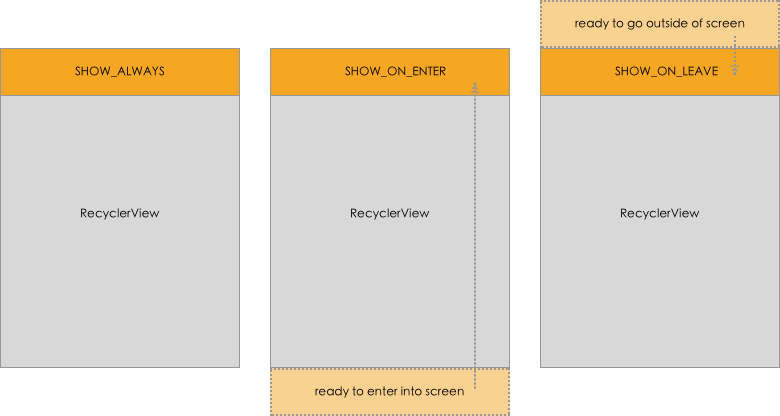 ready to go outside of screen
SHOW_ALWAYS
SHOW_ON_ENTER
SHOW_ON_LEAVE
RecyclerView
RecyclerView
RecyclerView
ready to enter into screen